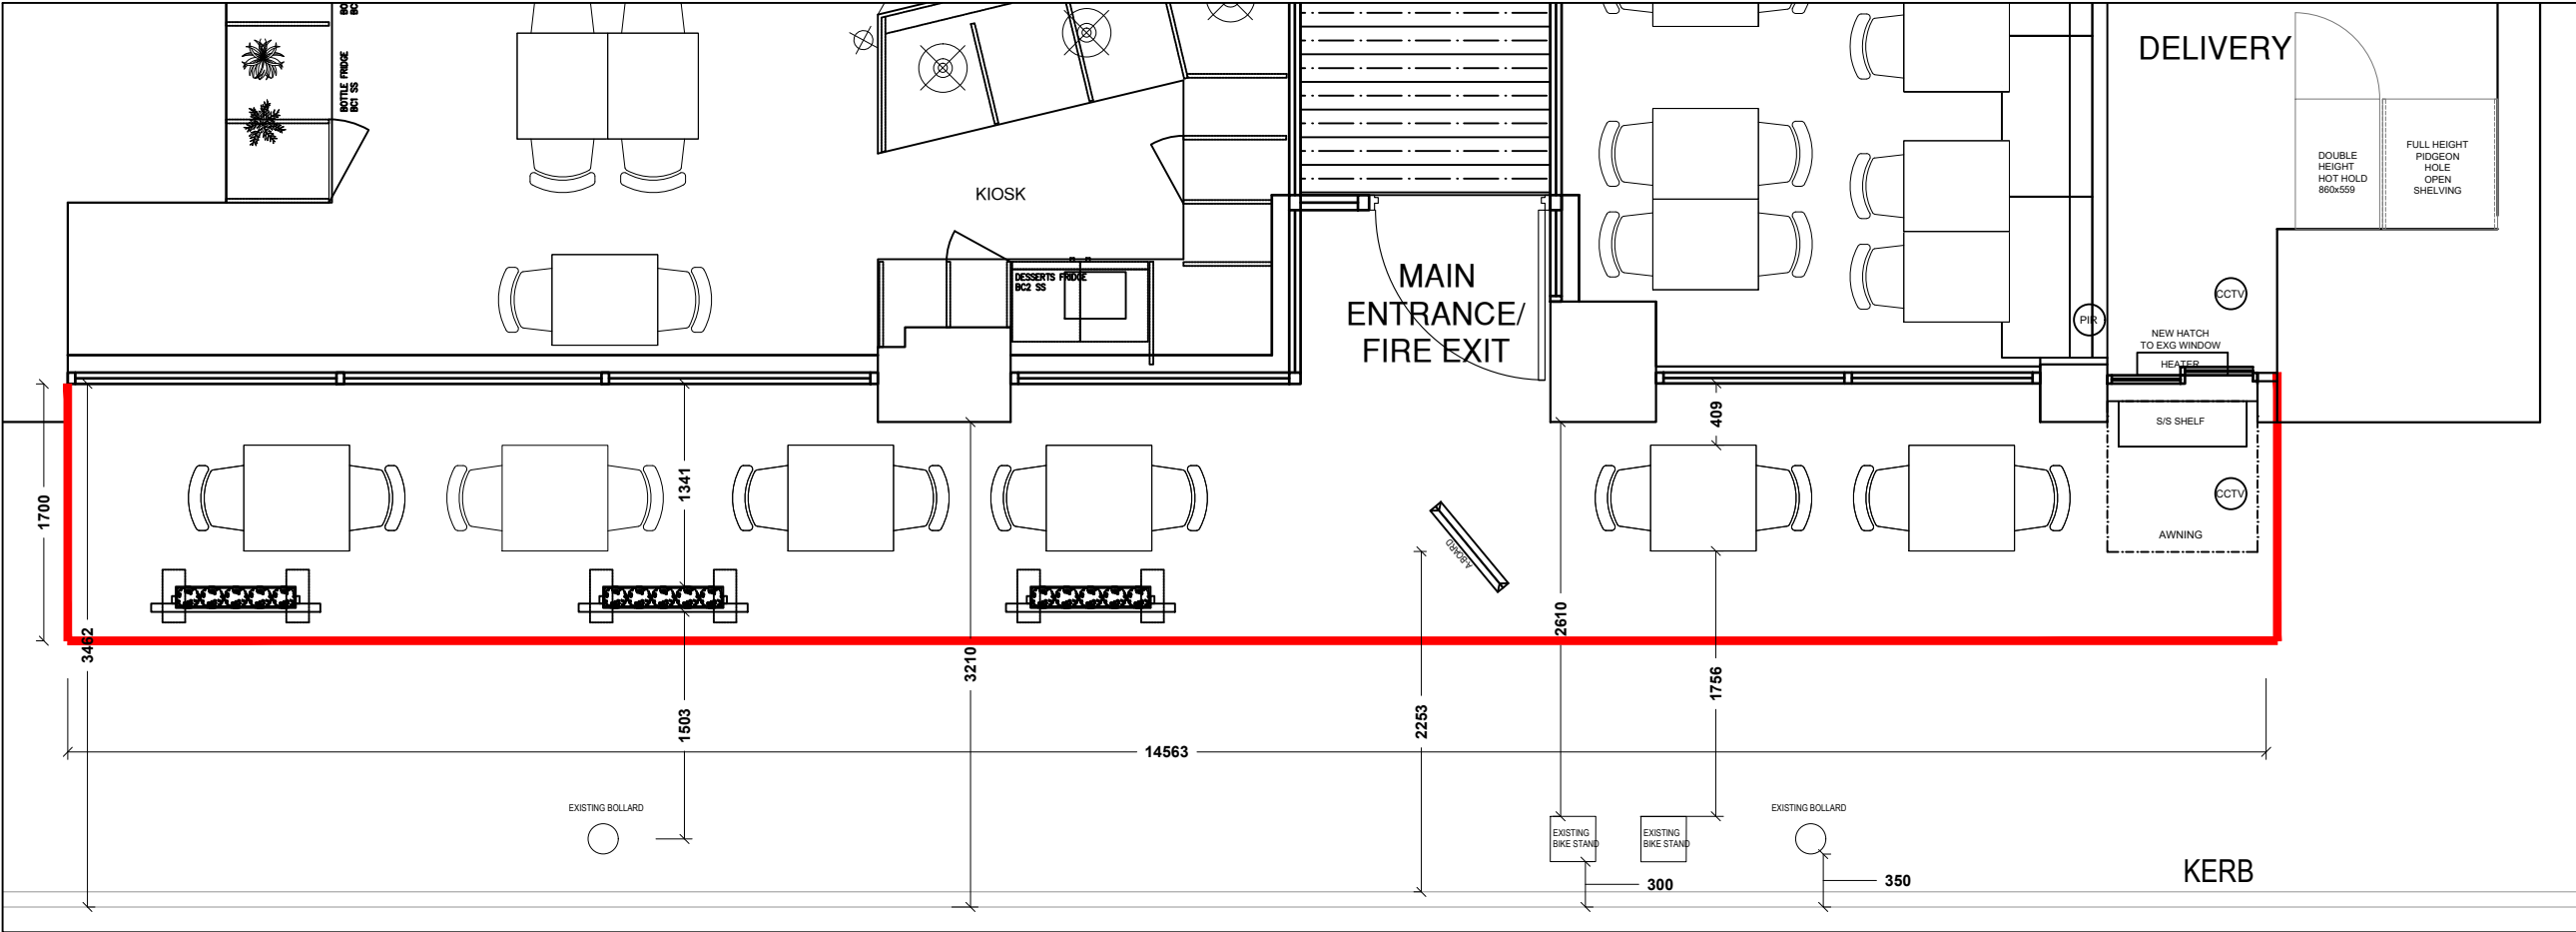 BO
BC
BOTTLE FRIDGE
BC1 SS
DELIVERY
DOUBLE
HEIGHT
HOT HOLD
860x559
FULL HEIGHT
PIDGEON
HOLE
OPEN
SHELVING
KIOSK
DESSERTS FRIDGE
BC2 SS
MAIN
ENTRANCE/
FIRE EXIT
CCTV
PIR
NEW HATCH
TO EXG WINDOW
HEATER
S/S SHELF
CCTV
AWNING
409
1341
1700
A-BOARD
2610
3462
3210
1756
1503
2253
14563
EXISTING BOLLARD
EXISTING BOLLARD
EXISTING
BIKE STAND
EXISTING
BIKE STAND
KERB
300
350